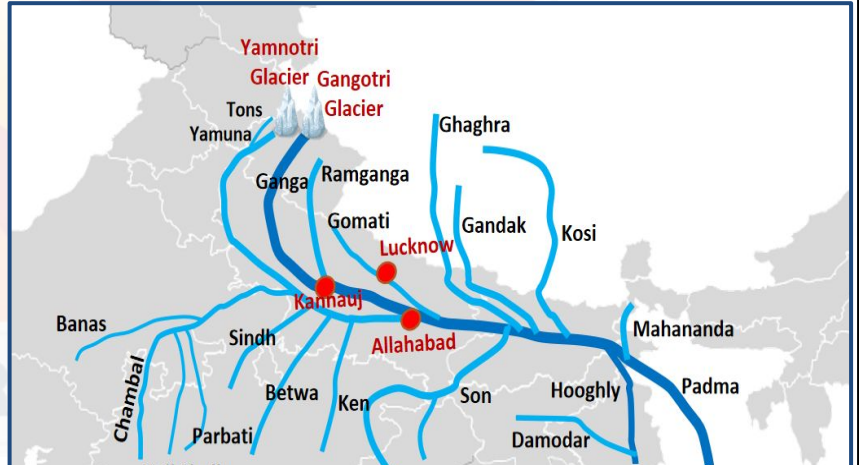 Yamnotri
Glacier
Gangotri
Glacier
Tons
Yamuna
Ghaghra
Ganga
Ramganga
Gomati
Gandak
Kosi
Lucknow
Kannauj
Banas
Sindh
Allahabad
Mahananda
Chambal
Betwa
Ken
Son
Hooghly
Padma
Parbati
Damodar